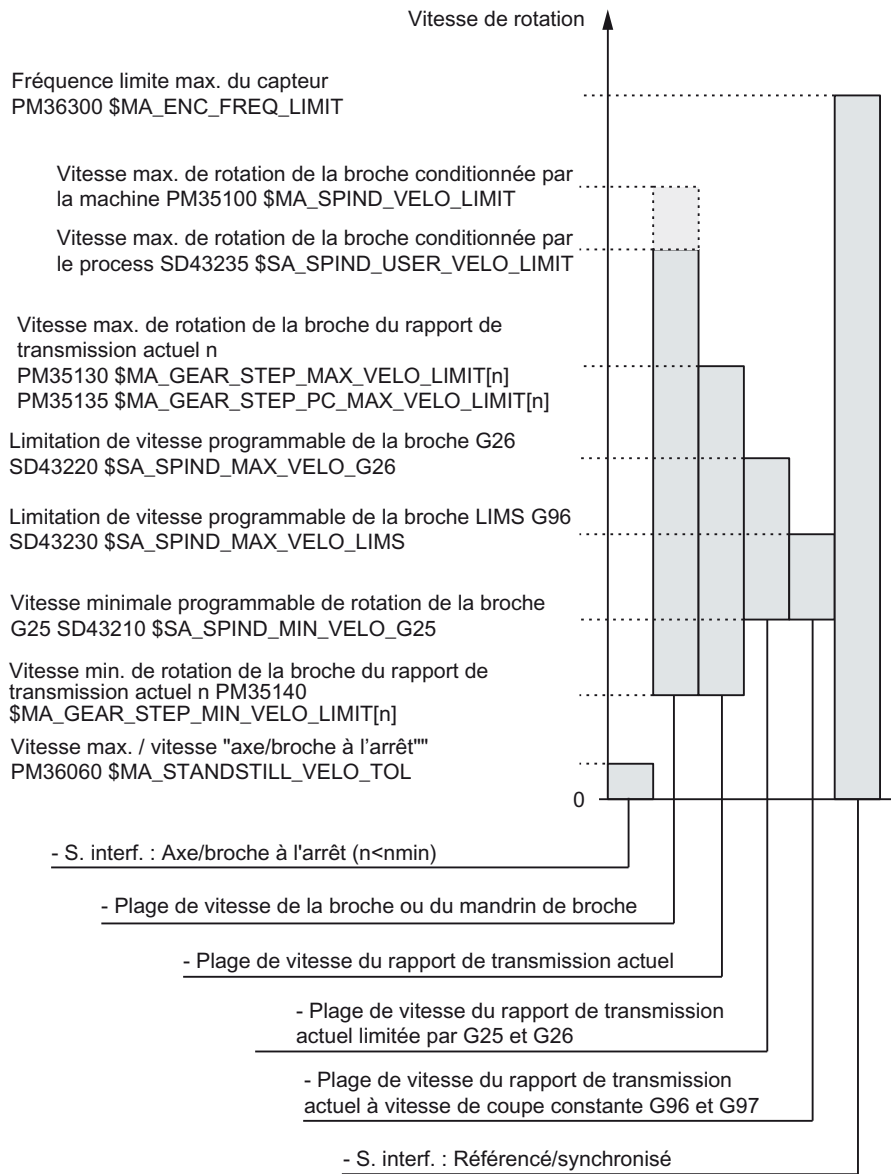 Vitesse de rotation
Fréquence limite max. du capteur
PM36300 $MA_ENC_FREQ_LIMIT
Vitesse max. de rotation de la broche conditionnée par
la machine PM35100 $MA_SPIND_VELO_LIMIT
Vitesse max. de rotation de la broche conditionnée par
le process SD43235 $SA_SPIND_USER_VELO_LIMIT
Vitesse max. de rotation de la broche du rapport de
transmission actuel n
PM35130 $MA_GEAR_STEP_MAX_VELO_LIMIT[n]
PM35135 $MA_GEAR_STEP_PC_MAX_VELO_LIMIT[n]
Limitation de vitesse programmable de la broche G26
SD43220 $SA_SPIND_MAX_VELO_G26
Limitation de vitesse programmable de la broche LIMS G96
SD43230 $SA_SPIND_MAX_VELO_LIMS
Vitesse minimale programmable de rotation de la broche
G25 SD43210 $SA_SPIND_MIN_VELO_G25
Vitesse min. de rotation de la broche du rapport de
transmission actuel n PM35140
$MA_GEAR_STEP_MIN_VELO_LIMIT[n]
Vitesse max. / vitesse "axe/broche à l'arrêt""
PM36060 $MA_STANDSTILL_VELO_TOL
0
- S. interf. : Axe/broche à l'arrêt (n<nmin)
- Plage de vitesse de la broche ou du mandrin de broche
- Plage de vitesse du rapport de transmission actuel
- Plage de vitesse du rapport de transmission
actuel limitée par G25 et G26
- Plage de vitesse du rapport de transmission
actuel à vitesse de coupe constante G96 et G97
- S. interf. : Référencé/synchronisé